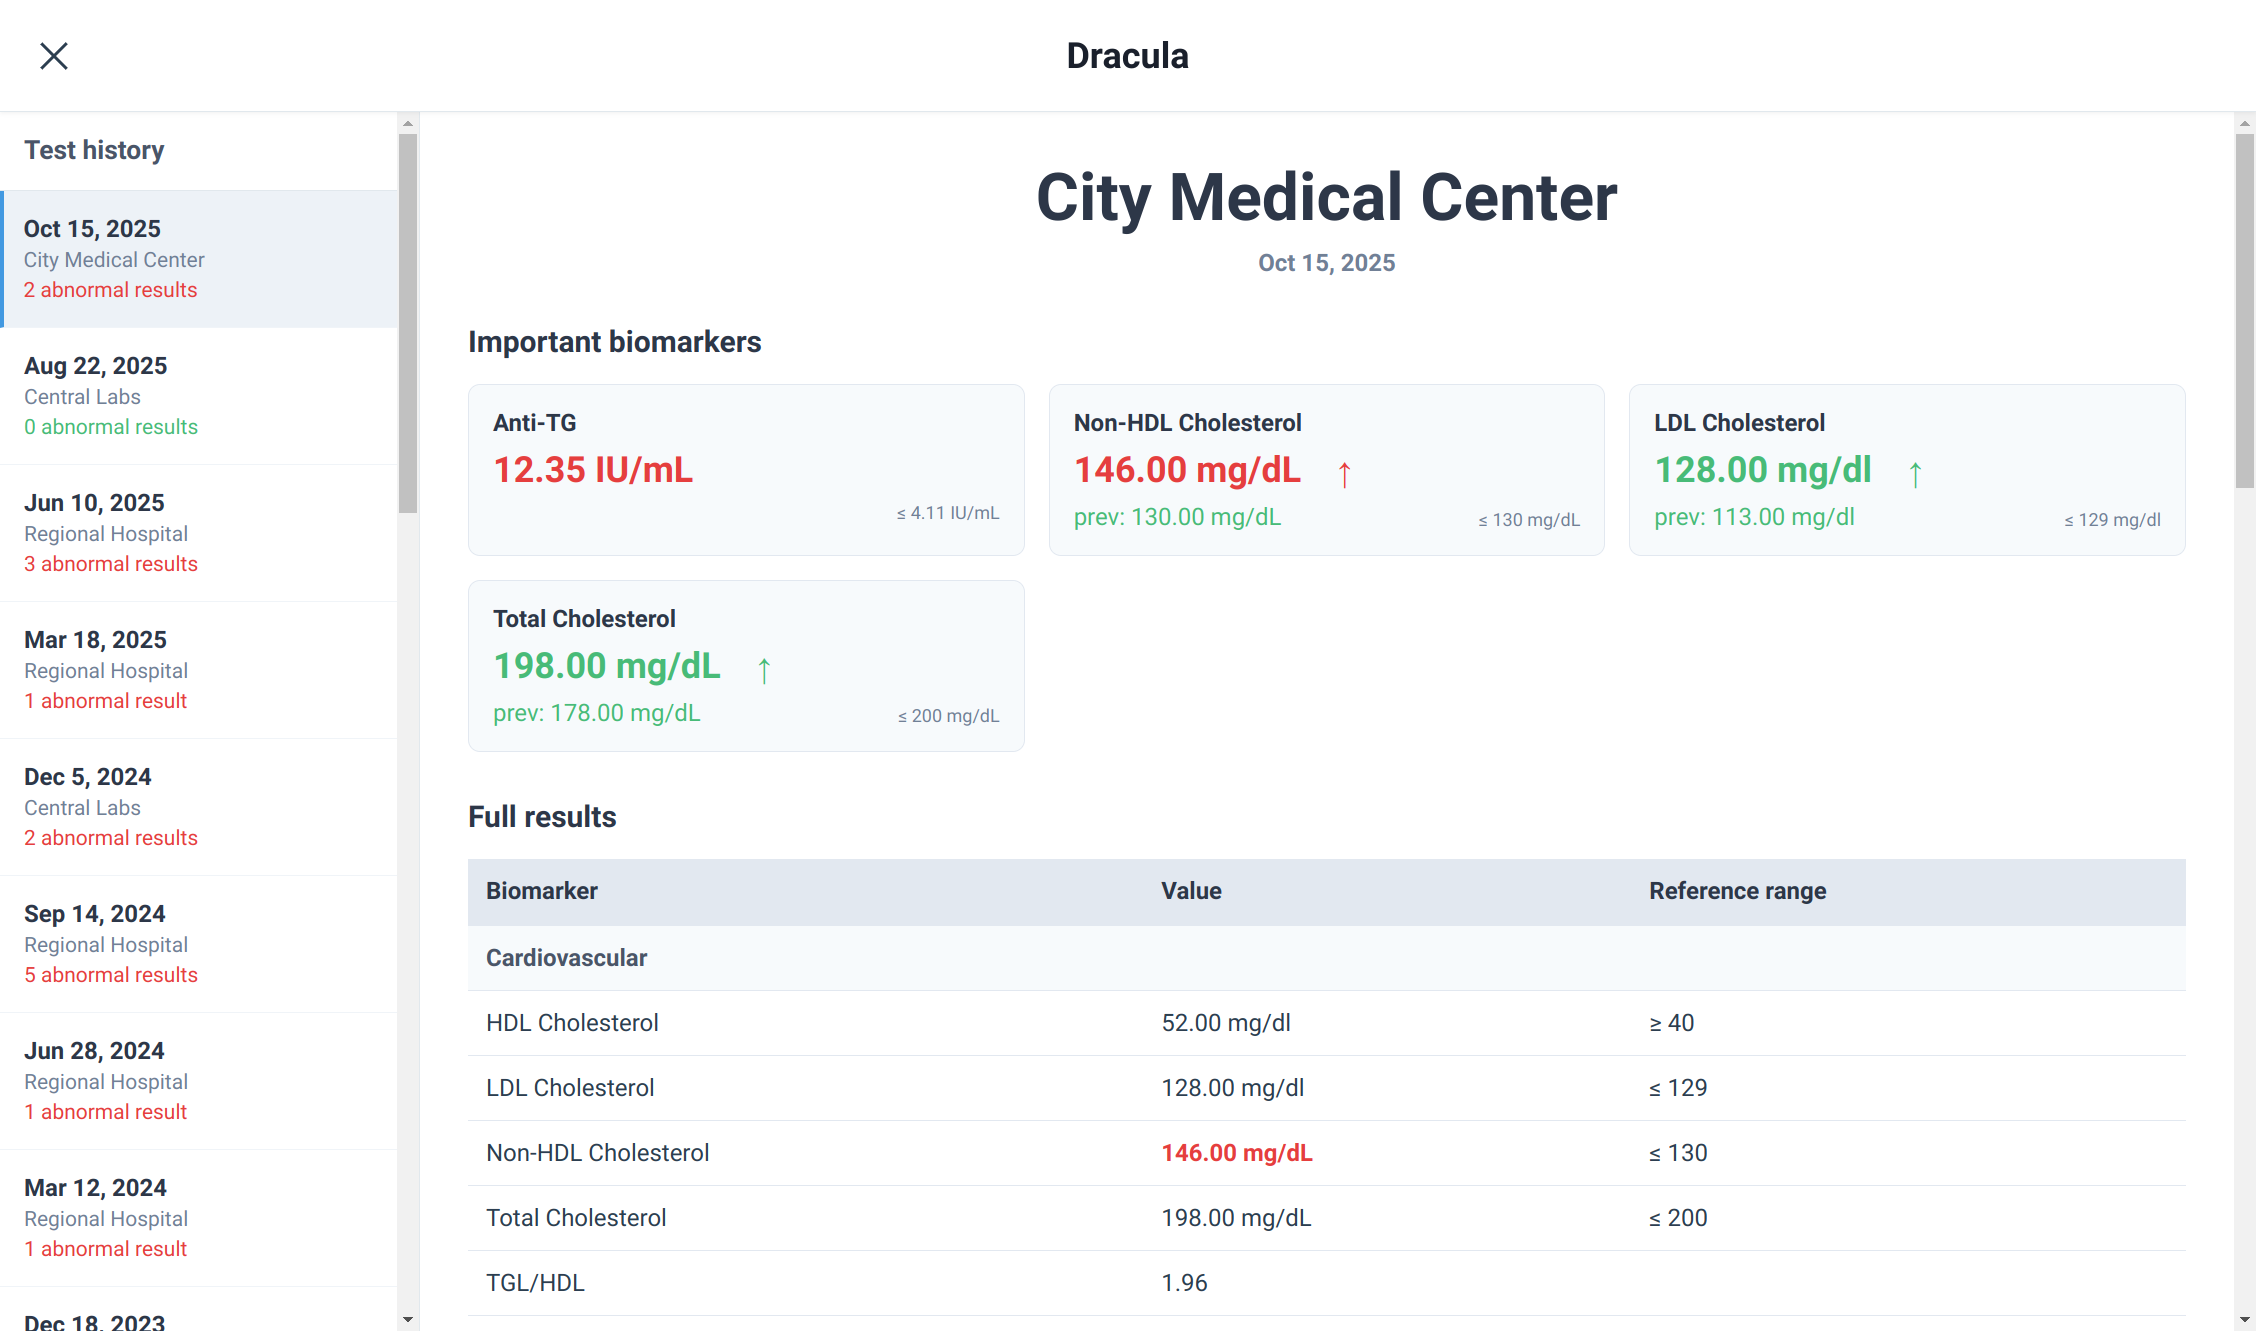 Dracula
Test history
Oct 15, 2025
City Medical Center
2 abnormal results
Aug 22, 2025
Central Labs
0 abnormal results
Jun 10, 2025
Regional Hospital
3 abnormal results
Mar 18, 2025
Regional Hospital
1 abnormal result
Dec 5, 2024
Central Labs
2 abnormal results
Sep 14, 2024
Regional Hospital
5 abnormal results
Jun 28, 2024
Regional Hospital
1 abnormal result
Mar 12, 2024
Regional Hospital
1 abnormal result
Dec 18, 2023
City Medical Center
Oct 15, 2025
Important biomarkers
Anti-TG
12.35 IU/mL
≤ 4.11 IU/mL
Non-HDL Cholesterol
146.00 mg/dL ↑
prev: 130.00 mg/dL ≤ 130 mg/dL
LDL Cholesterol
128.00 mg/dl ↑
prev: 113.00 mg/dl ≤ 129 mg/dl
Total Cholesterol
198.00 mg/dL ↑
prev: 178.00 mg/dL ≤ 200 mg/dL
Full results
Biomarker Value Reference range
Cardiovascular
HDL Cholesterol 52.00 mg/dl ≥ 40
LDL Cholesterol 128.00 mg/dl ≤ 129
Non-HDL Cholesterol 146.00 mg/dL ≤ 130
Total Cholesterol 198.00 mg/dL ≤ 200
TGL/HDL 1.96